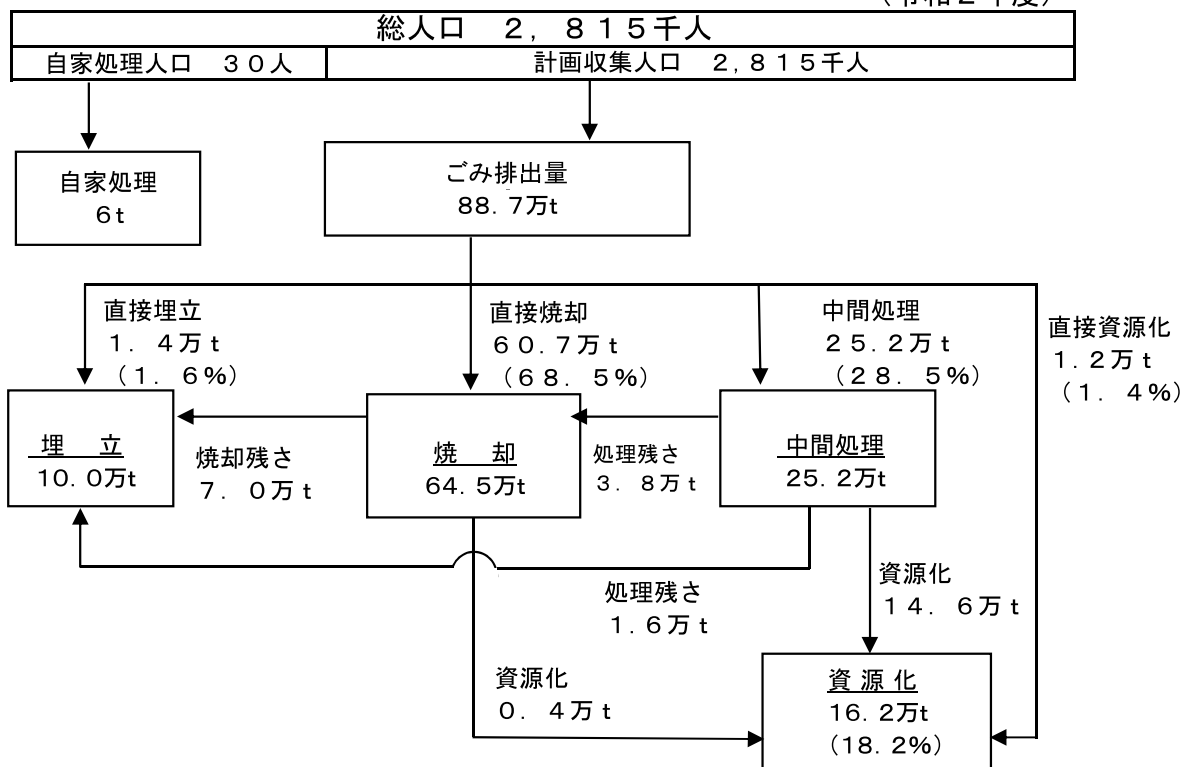 総人口　２，８１５千人
自家処理人口　３０人
計画収集人口　２,８１５千人
自家処理
6t
ごみ排出量
88.7万t
直接埋立
１．４万ｔ
（１．６％）
直接焼却
６０.７万ｔ
（６８．５％）
中間処理
２５.２万ｔ
（２８．５％）
直接資源化
１.２万ｔ
（１．４％）
埋　立
10.0万t
焼却残さ
７．０万ｔ
焼　却
64.5万t
処理残さ
３．８万ｔ
中間処理
25.2万t
処理残さ
１.６万ｔ
資源化
１４．６万ｔ
資源化
０．４万ｔ
資 源 化
16.2万t
(18.2%)